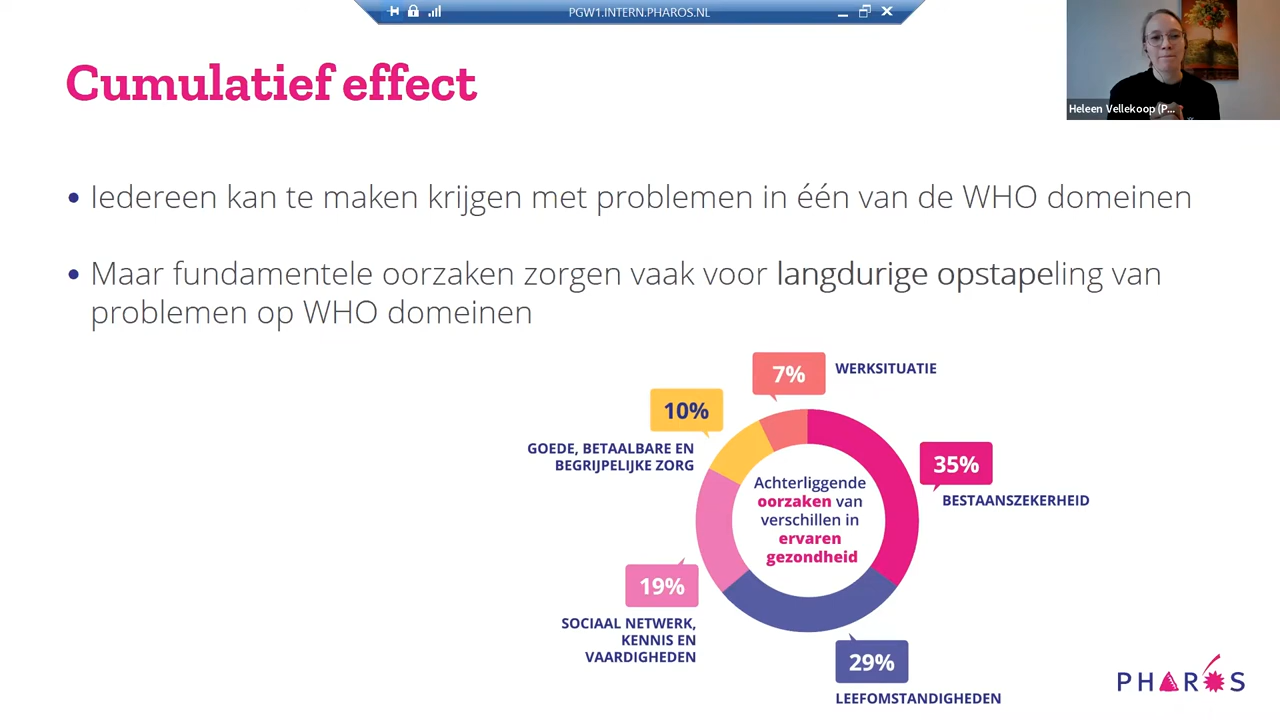 PGW1.INTERN.PHAROS.NL
Cumulatief effect
Heleen Vellekoop (P...
• Iedereen kan te maken krijgen met problemen in één van de WHO domeinen
• Maar fundamentele oorzaken zorgen vaak voor langdurige opstapeling van
problemen op WHO domeinen
7%
WERKSITUATIE
10%
GOEDE, BETAALBARE EN
BEGRIJPELIJKE ZORG
35%
BESTAANSZEKERHEID
Achterliggende
oorzaken van
verschillen in
ervaren
gezondheid
19%
SOCIAAL NETWERK,
KENNIS EN
VAARDIGHEDEN
29%
LEEFOMSTANDIGHEDEN
PHAROS